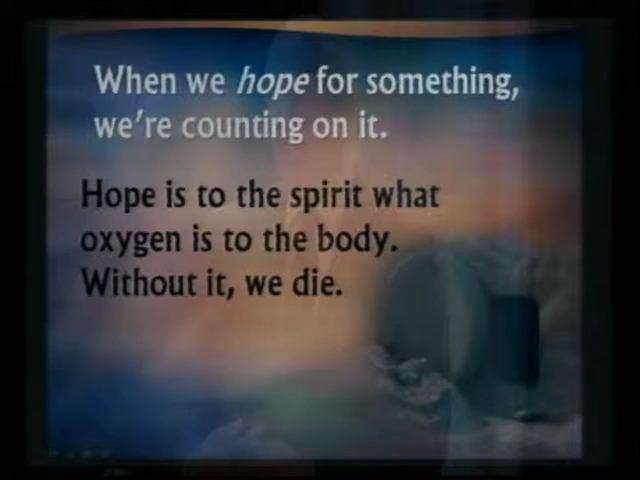 When we hope for something,
we're counting on it.
Hope is to the spirit what
oxygen is to the body.
Without it, we die.